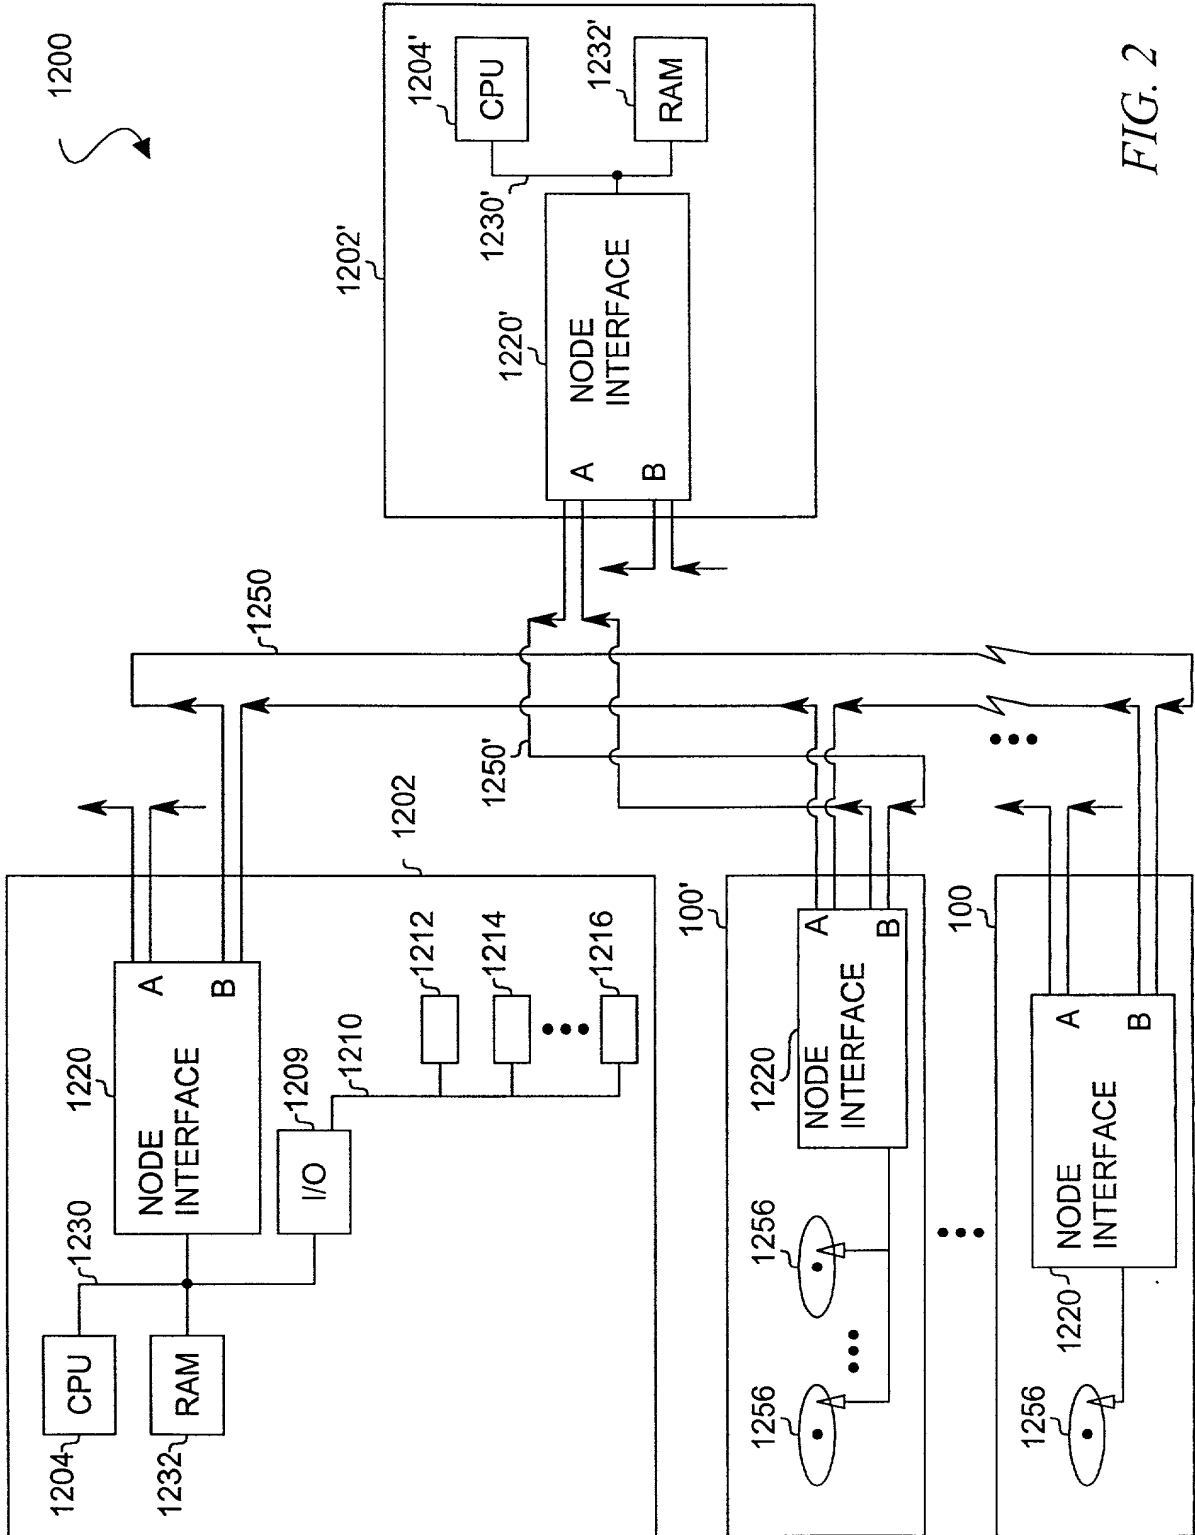 1200
1202'
1204'
CPU
1232'
RAM
1230'
1220'
NODE
INTERFACE
A
B
1250
1250'
1202
1220
NODE
INTERFACE
A
B
1230
1204
CPU
1232
RAM
1209
I/O
1210
1212
1214
1216
100'
1220
NODE
INTERFACE
A
B
1256
1256
100
1220
NODE
INTERFACE
A
B
1256
FIG. 2